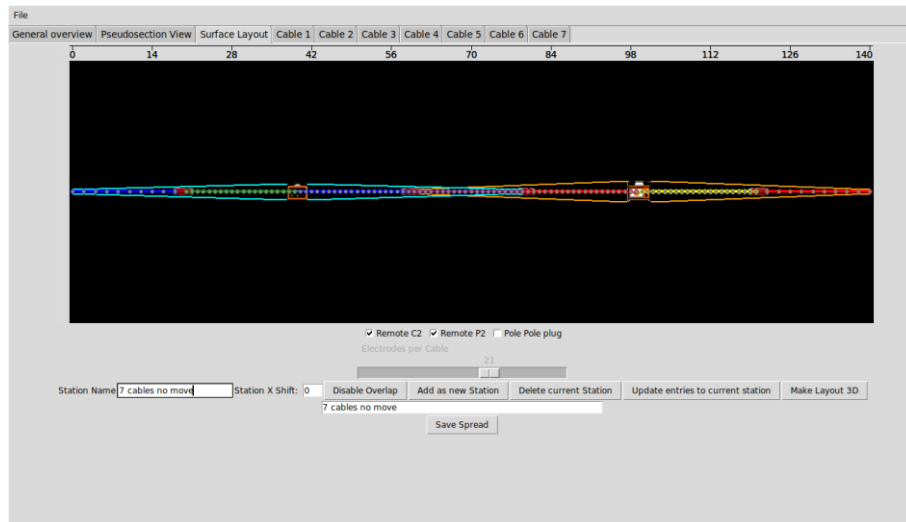 File
General overview Pseudosection View Surface Layout Cable 1 Cable 2 Cable 3 Cable 4 Cable 5 Cable 6 Cable 7
0 14 28 42 56 70 84 98 112 126 140
Remote C2 Remote P2 Pole Pole plug
Electrodes per Cable
21
Station Name 7 cables no move Station X Shift: 0 Disable Overlap Add as new Station Delete current Station Update entries to current station Make Layout 3D
7 cables no move
Save Spread